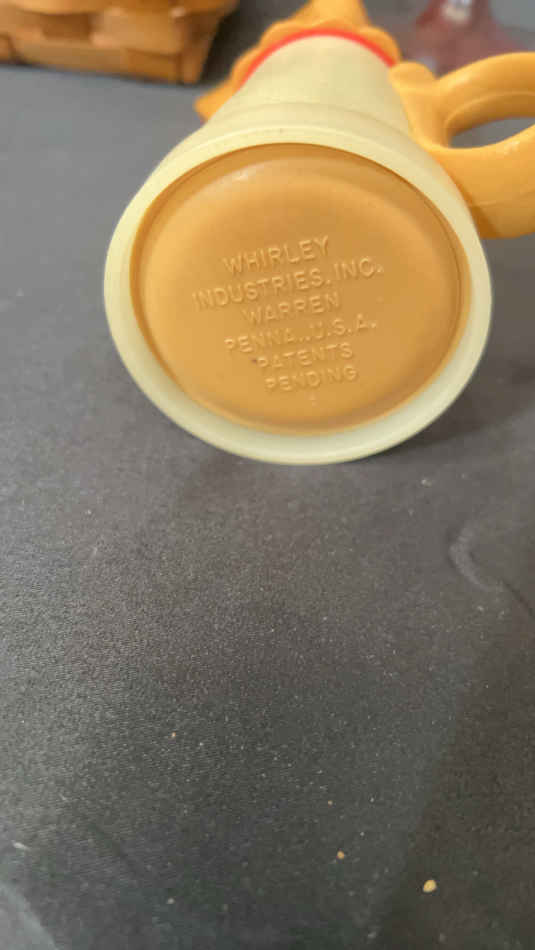 WHIRLEY
INDUSTRIES, INC.
WARREN
PENNA., U.S.A.
PATENTS
PENDING